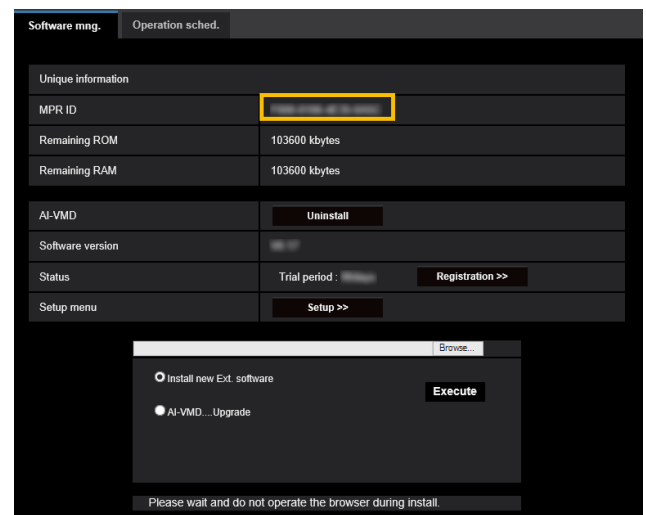 Software mng. Operation sched.
Unique information
MPR ID
Remaining ROM 103600 kbytes
Remaining RAM 103600 kbytes
AI-VMD Uninstall
Software version
Status Trial period : Registration >>
Setup menu Setup >>
Browse...
Install new Ext. software
Execute
AI-VMD....Upgrade
Please wait and do not operate the browser during install.